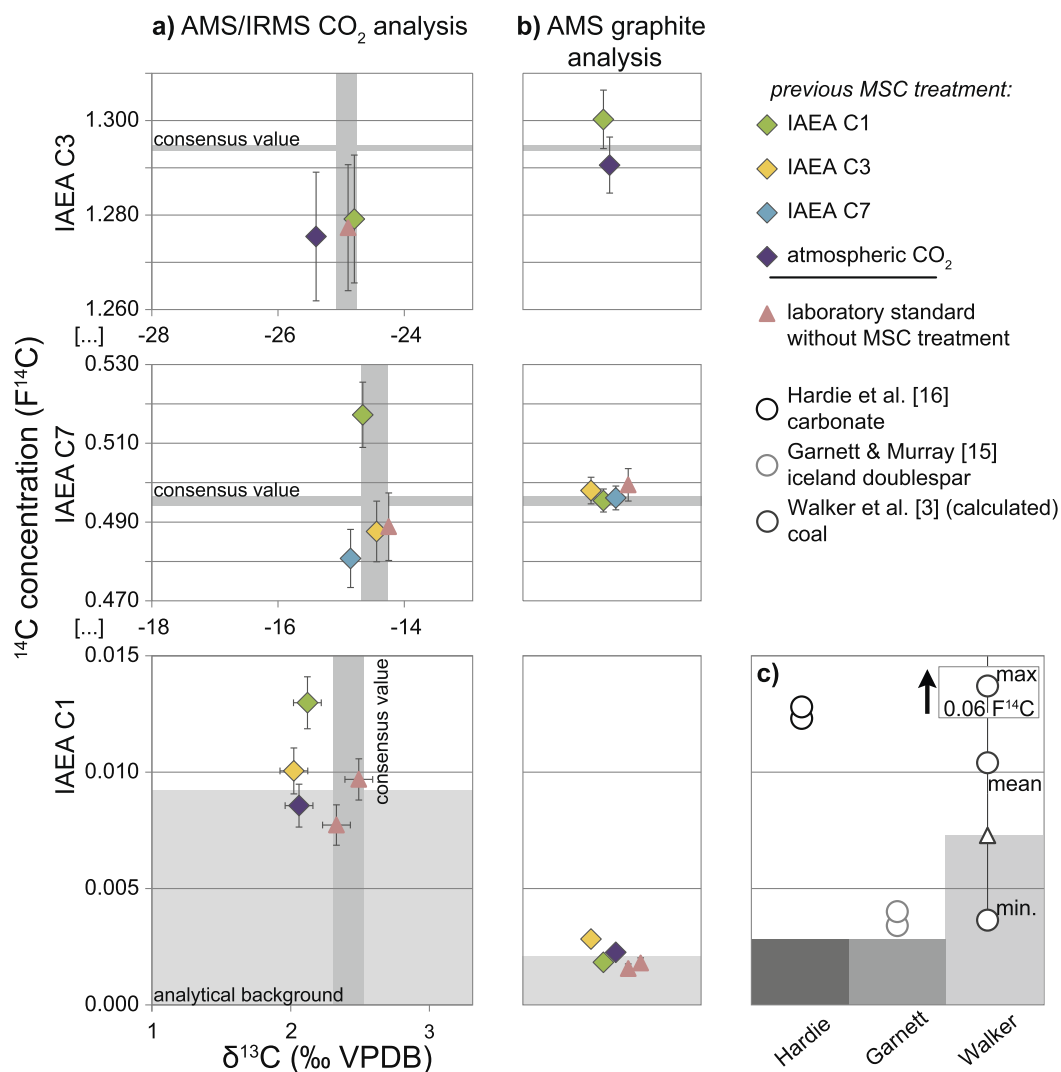 a) AMS/IRMS CO₂ analysis
b) AMS graphite
analysis
¹⁴C concentration (F¹⁴C)
IAEA C3
1.300
1.280
1.260
consensus value
[...]
-28
-26
-24
IAEA C7
0.530
0.510
0.490
0.470
consensus value
[...]
-18
-16
-14
IAEA C1
0.015
0.010
0.005
0.000
consensus value
analytical background
1
2
3
δ¹³C (‰ VPDB)
previous MSC treatment:
IAEA C1
IAEA C3
IAEA C7
atmospheric CO₂
laboratory standard
without MSC treatment
Hardie et al. [16]
carbonate
Garnett & Murray [15]
iceland doublespar
Walker et al. [3] (calculated)
coal
c)
max
0.06 F¹⁴C
mean
min.
Hardie
Garnett
Walker